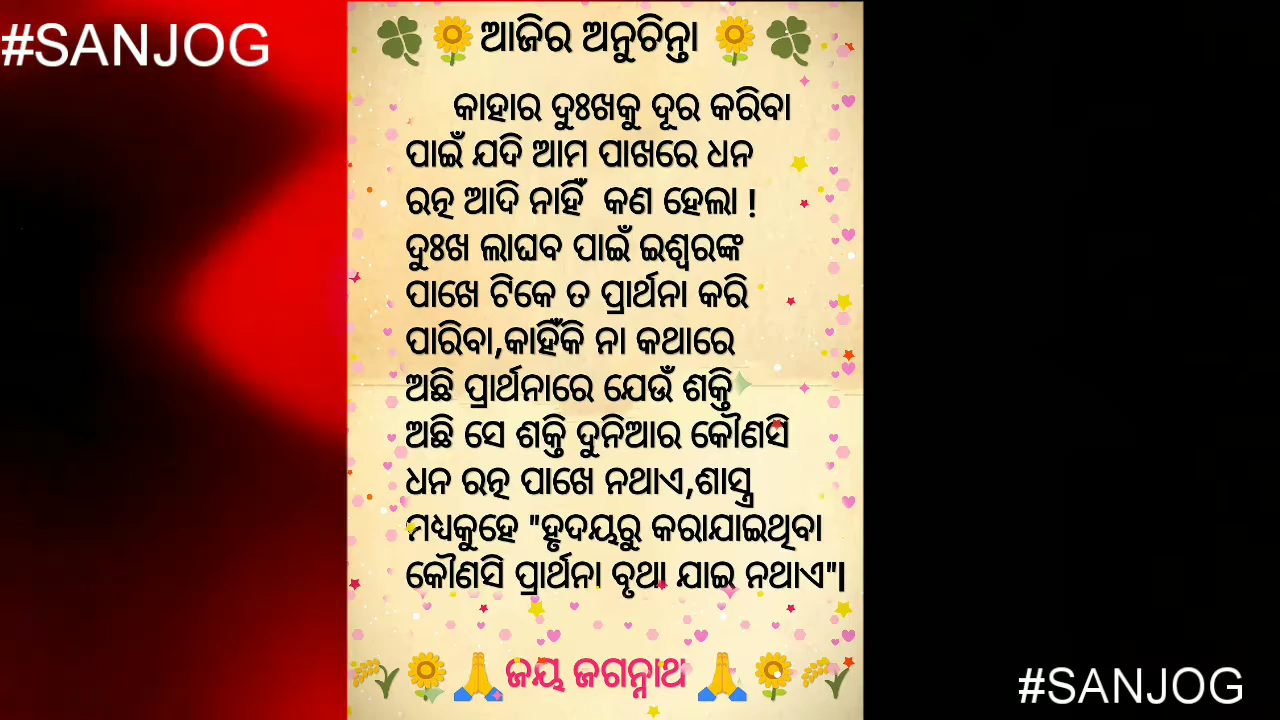 #SANJOG
ଆଜିର ଅନୁଚିନ୍ତା
କାହାର ଦୁଃଖକୁ ଦୂର କରିବା
ପାଇଁ ଯଦି ଆମ ପାଖରେ ଧନ
ରତ୍ନ ଆଦି ନାହିଁ କଣ ହେଲା !
ଦୁଃଖ ଲାଘବ ପାଇଁ ଇଶ୍ୱରଙ୍କ
ପାଖେ ଟିକେ ତ ପ୍ରାର୍ଥନା କରି
ପାରିବା,କାହିଁକି ନା କଥାରେ
ଅଛି ପ୍ରାର୍ଥନାରେ ଯେଉଁ ଶକ୍ତି
ଅଛି ସେ ଶକ୍ତି ଦୁନିଆର କୌଣସି
ଧନ ରତ୍ନ ପାଖେ ନଥାଏ,ଶାସ୍ତ୍ର
ମଧ୍ୟକୁହେ "ହୃଦୟରୁ କରାଯାଇଥିବା
କୌଣସି ପ୍ରାର୍ଥନା ବୃଥା ଯାଇ ନଥାଏ"|
ଜୟ ଜଗନ୍ନାଥ
#SANJOG